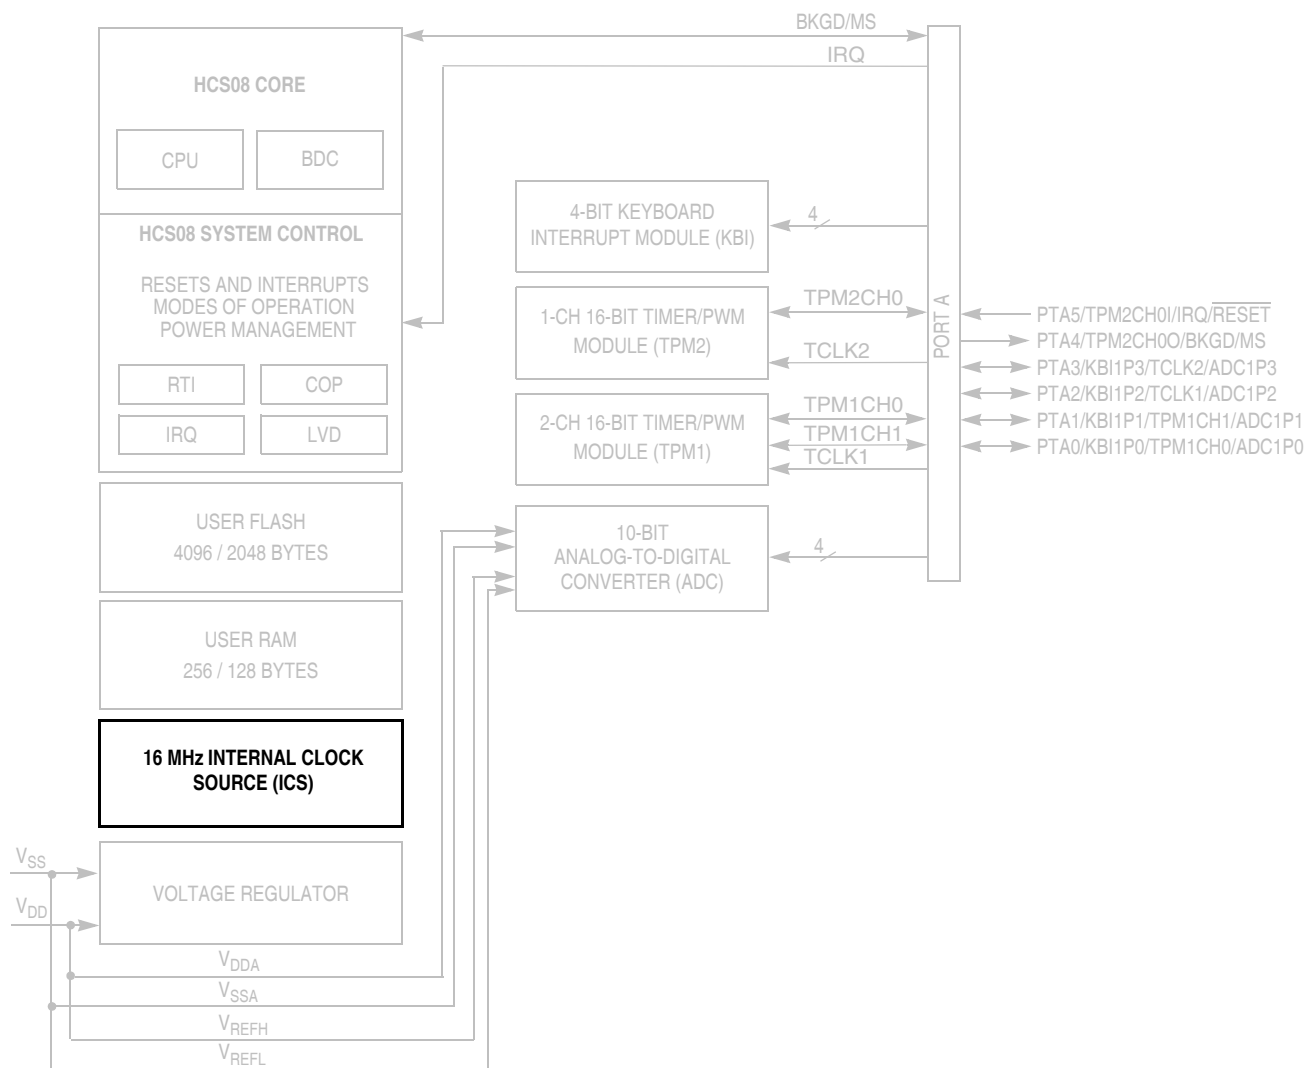 BKGD/MS
IRQ
HCS08 CORE
CPU
BDC
HCS08 SYSTEM CONTROL
RESETS AND INTERRUPTS
MODES OF OPERATION
POWER MANAGEMENT
RTI
COP
IRQ
LVD
USER FLASH
4096 / 2048 BYTES
USER RAM
256 / 128 BYTES
16 MHz INTERNAL CLOCK
SOURCE (ICS)
VOLTAGE REGULATOR
VSS
VDD
VDDA
VSSA
VREFH
VREFL
4-BIT KEYBOARD
INTERRUPT MODULE (KBI)
4
1-CH 16-BIT TIMER/PWM
MODULE (TPM2)
TPM2CH0
TCLK2
2-CH 16-BIT TIMER/PWM
MODULE (TPM1)
TPM1CH0
TPM1CH1
TCLK1
10-BIT
ANALOG-TO-DIGITAL
CONVERTER (ADC)
4
PORT A
PTA5/TPM2CH0I/IRQ/RESET
PTA4/TPM2CH0O/BKGD/MS
PTA3/KBI1P3/TCLK2/ADC1P3
PTA2/KBI1P2/TCLK1/ADC1P2
PTA1/KBI1P1/TPM1CH1/ADC1P1
PTA0/KBI1P0/TPM1CH0/ADC1P0